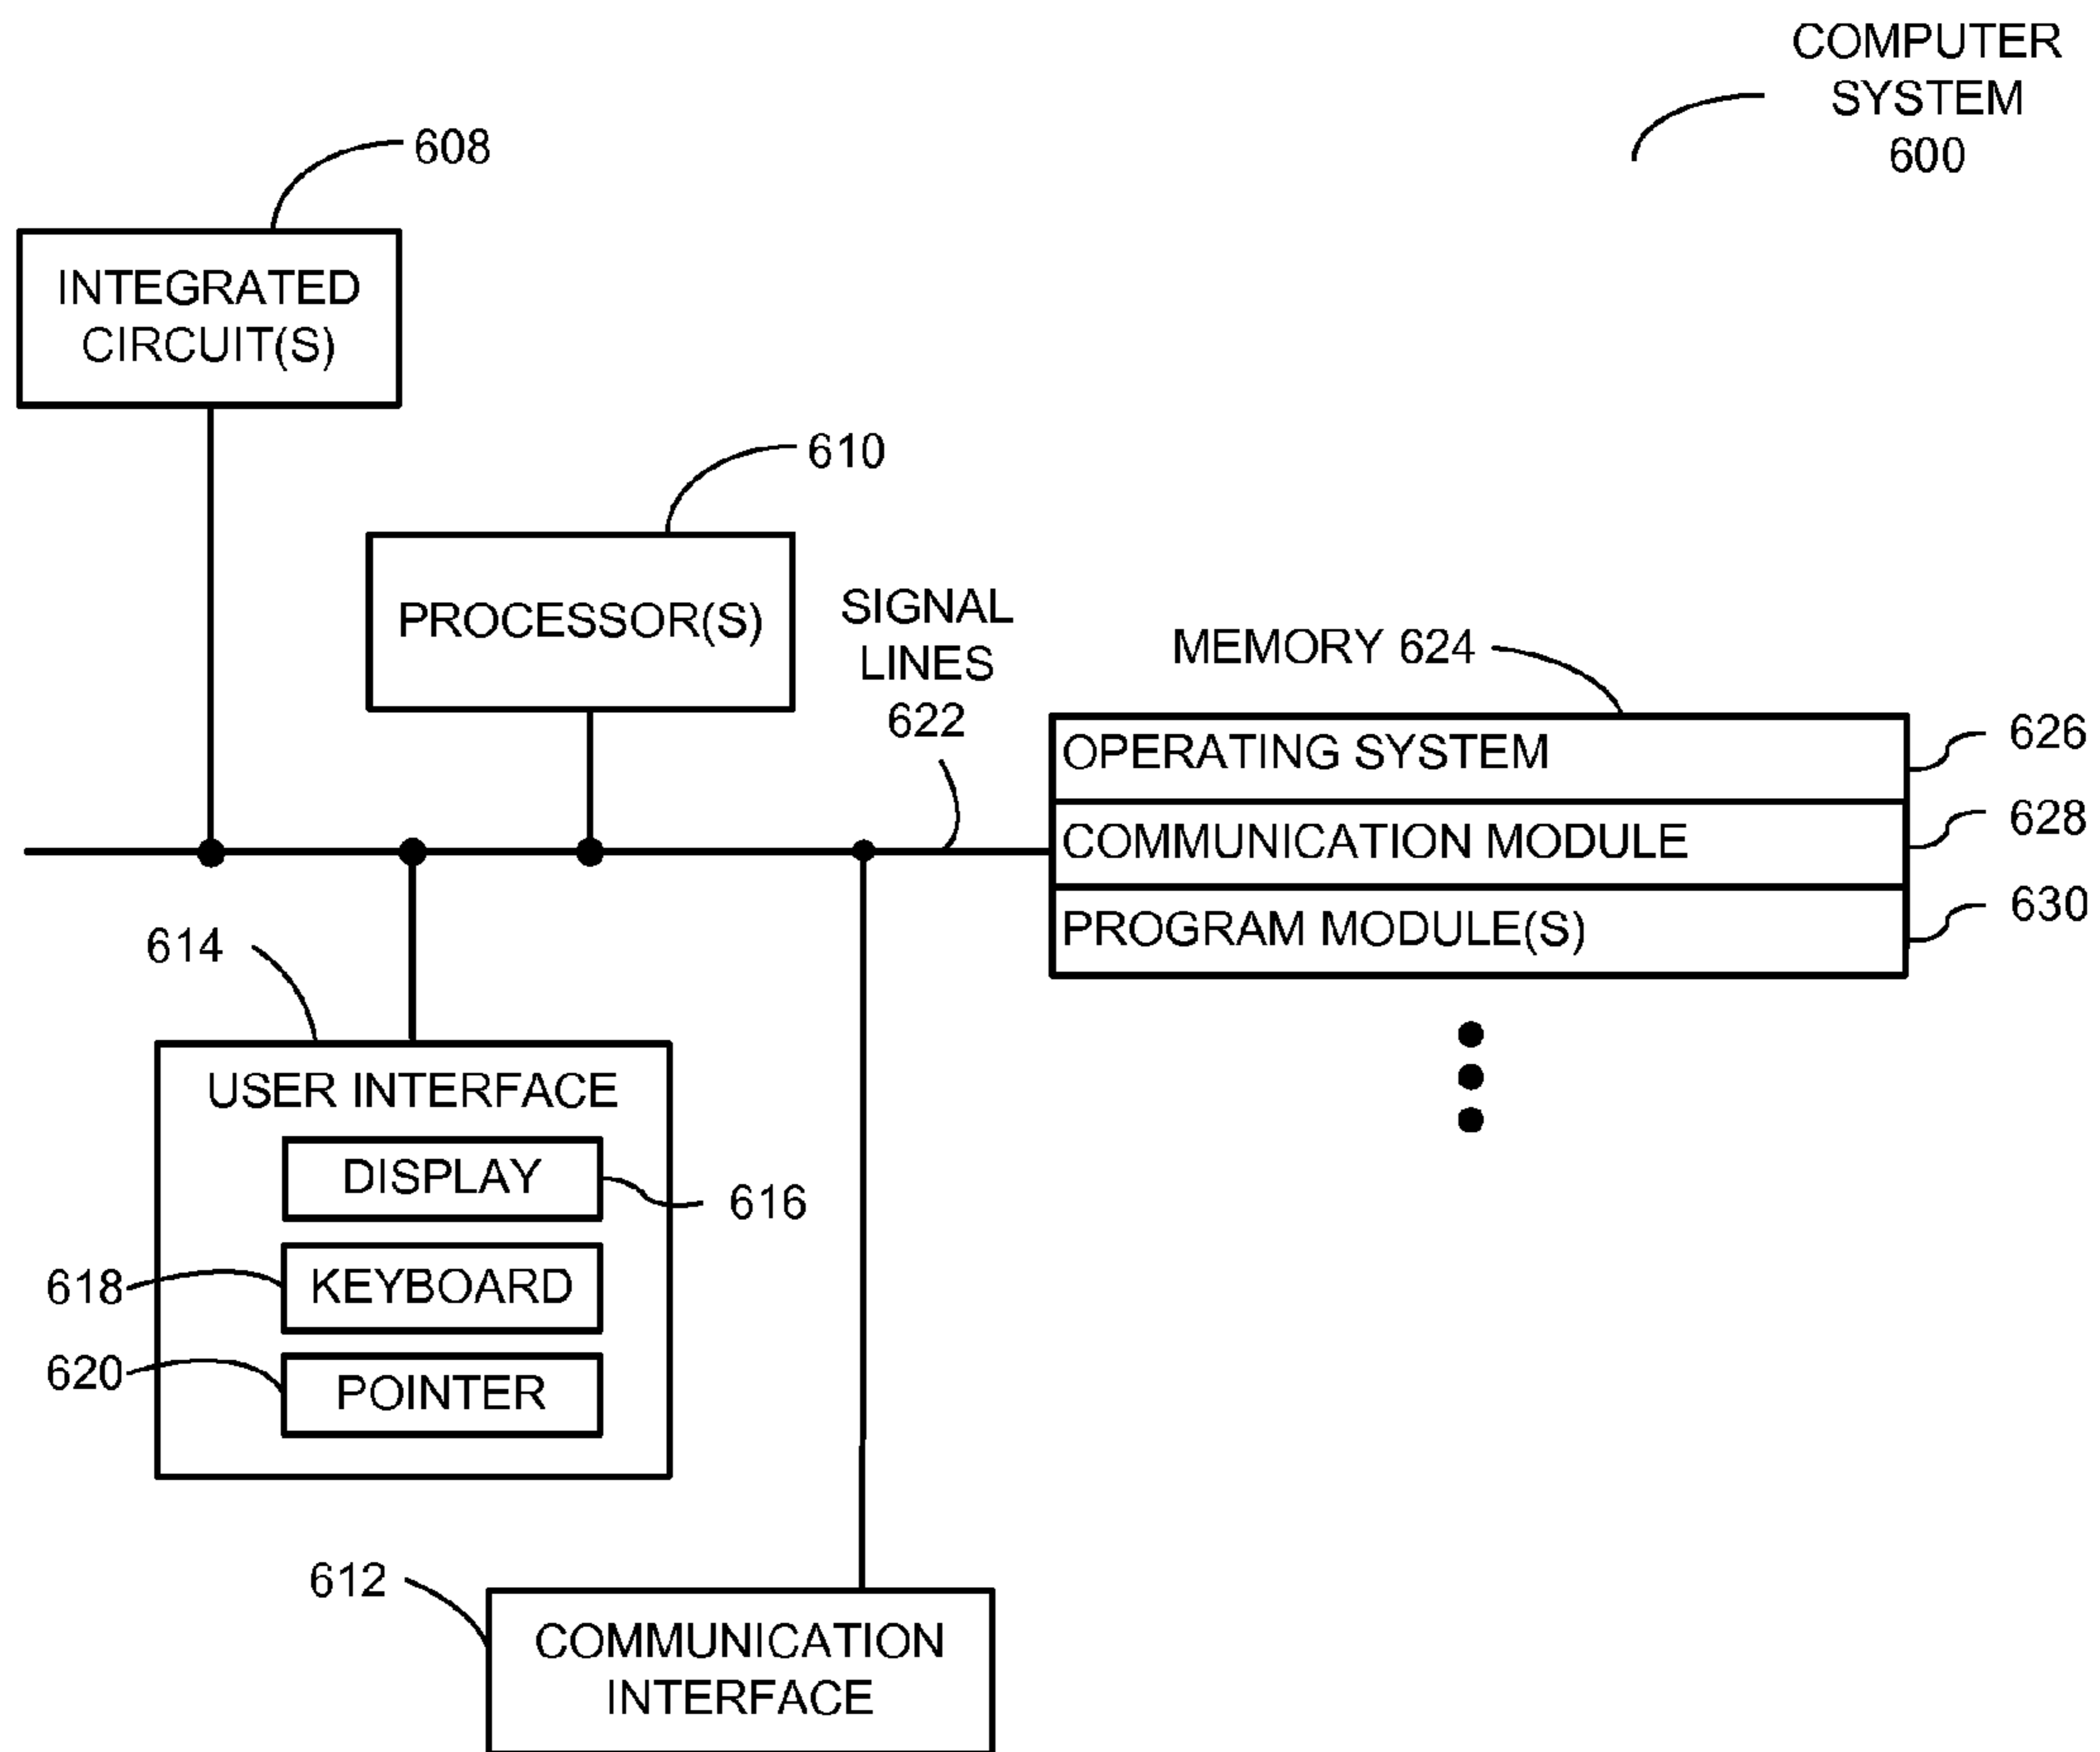 COMPUTER
SYSTEM
600
608
INTEGRATED
CIRCUIT(S)
610
PROCESSOR(S)
SIGNAL
LINES
622
MEMORY 624
OPERATING SYSTEM
626
COMMUNICATION MODULE
628
PROGRAM MODULE(S)
630
614
USER INTERFACE
DISPLAY
616
618
KEYBOARD
620
POINTER
612
COMMUNICATION
INTERFACE